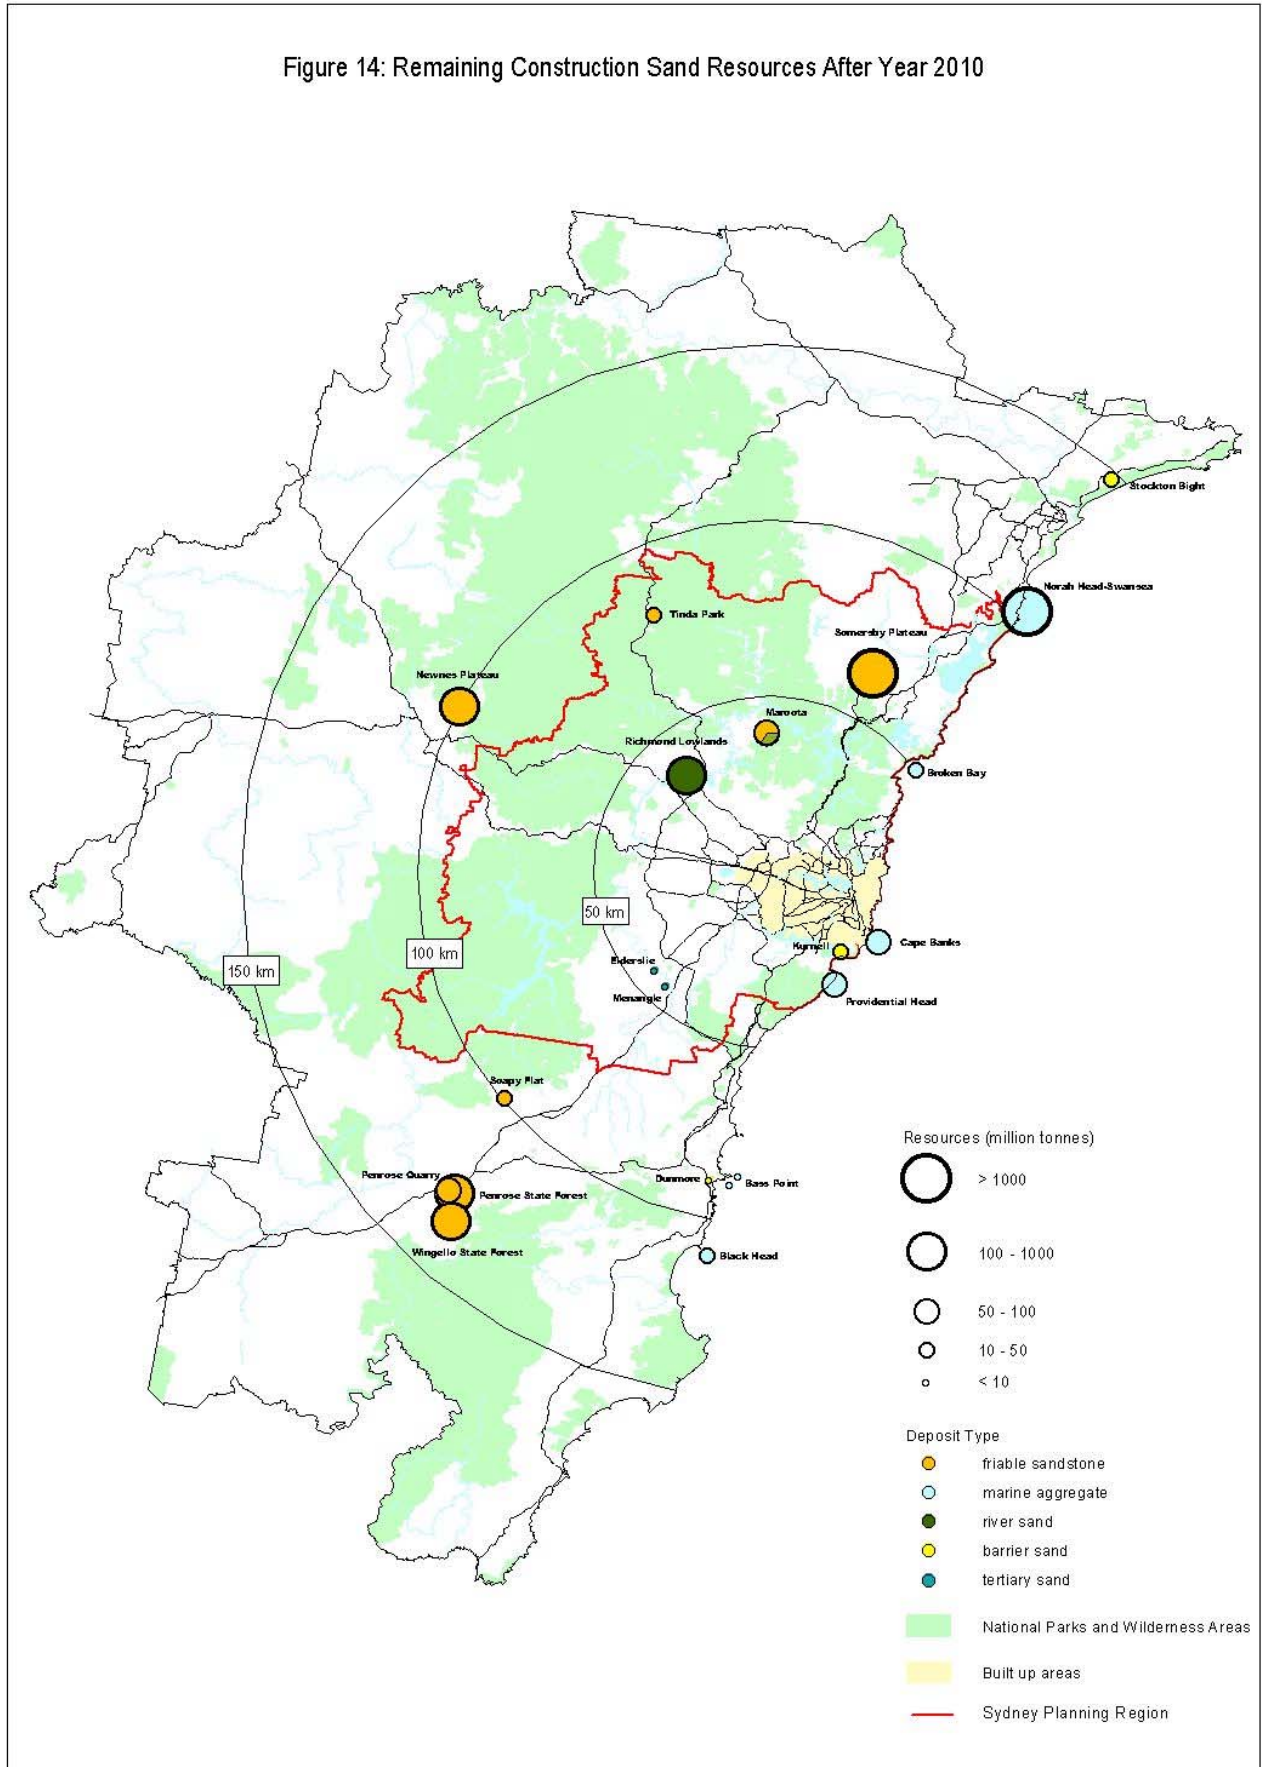 Figure 14: Remaining Construction Sand Resources After Year 2010
Stockton Bight
Norah Head-Swansea
Tinda Park
Somersby Plateau
Newnes Plateau
Maroota
Richmond Lowlands
Broken Bay
50 km
100 km
150 km
Kurnell
Cape Banks
Elderslie
Menangle
Providential Head
Soapy Flat
Penrose Quarry
Penrose State Forest
Dunmore
Bass Point
Wingello State Forest
Black Head
Resources (million tonnes)
> 1000
100 - 1000
50 - 100
10 - 50
< 10
Deposit Type
friable sandstone
marine aggregate
river sand
barrier sand
tertiary sand
National Parks and Wilderness Areas
Built up areas
Sydney Planning Region